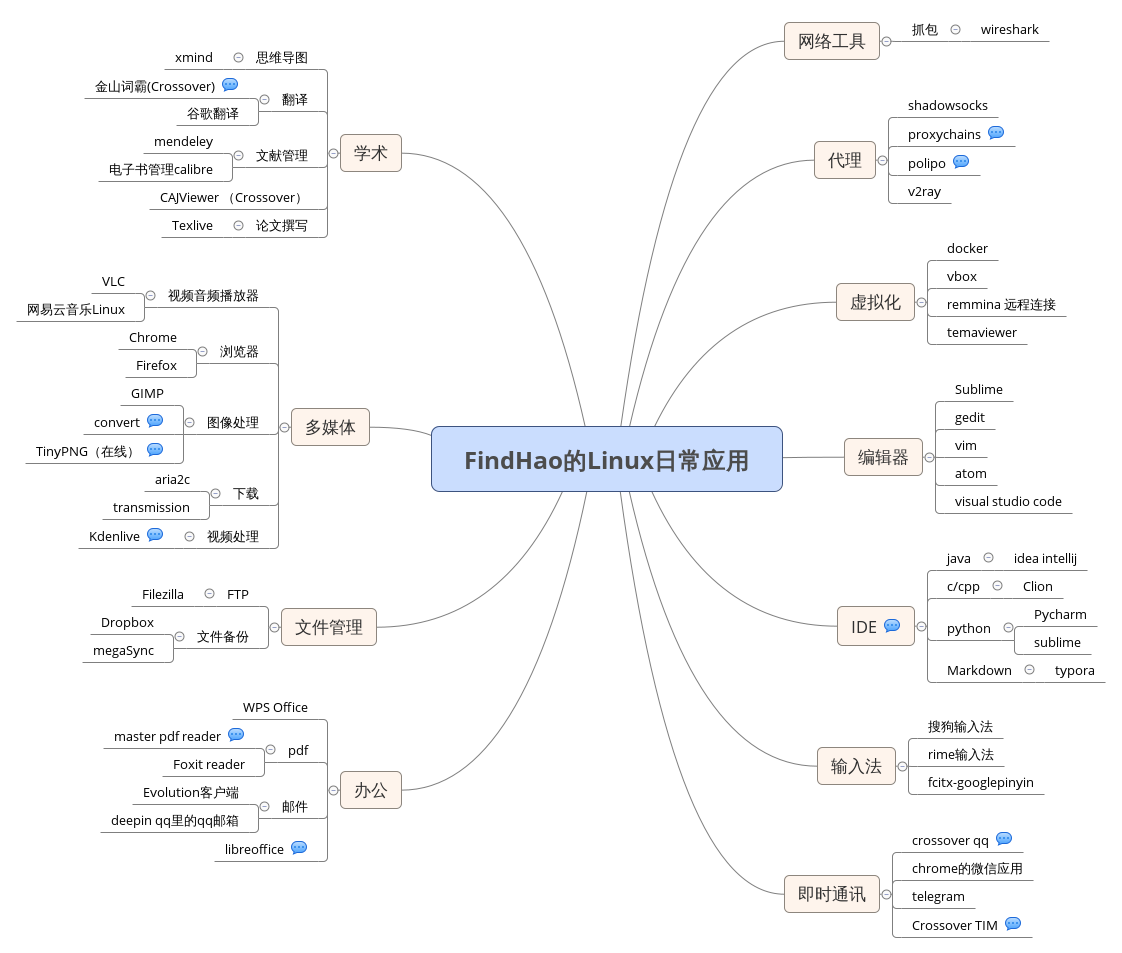 FindHao的Linux日常应用
网络工具
抓包
wireshark
代理
shadowsocks
proxychains
polipo
v2ray
虚拟化
docker
vbox
remmina 远程连接
temaviewer
编辑器
Sublime
gedit
vim
atom
visual studio code
IDE
java
idea intellij
c/cpp
Clion
python
Pycharm
sublime
Markdown
typora
输入法
搜狗输入法
rime输入法
fcitx-googlepinyin
即时通讯
crossover qq
chrome的微信应用
telegram
Crossover TIM
学术
思维导图
xmind
翻译
金山词霸(Crossover)
谷歌翻译
文献管理
mendeley
电子书管理calibre
CAJViewer （Crossover）
论文撰写
Texlive
多媒体
视频音频播放器
VLC
网易云音乐Linux
浏览器
Chrome
Firefox
图像处理
GIMP
convert
TinyPNG（在线）
下载
aria2c
transmission
视频处理
Kdenlive
文件管理
FTP
Filezilla
文件备份
Dropbox
megaSync
办公
WPS Office
pdf
master pdf reader
Foxit reader
邮件
Evolution客户端
deepin qq里的qq邮箱
libreoffice